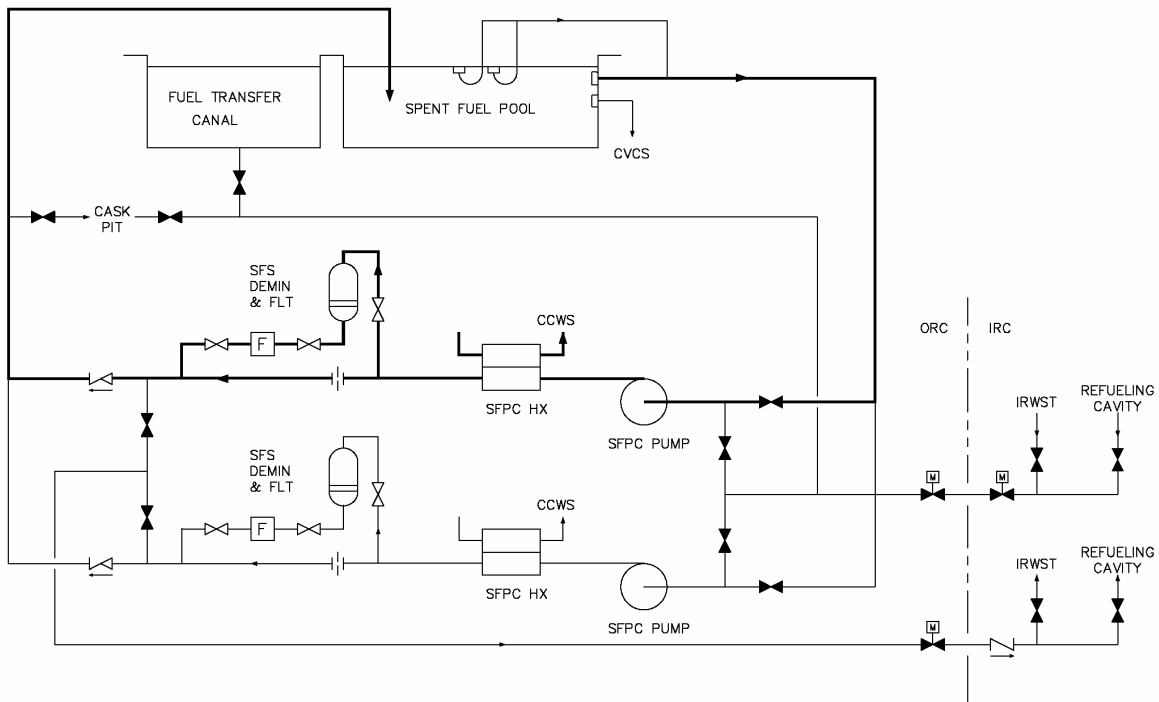 FUEL TRANSFER
CANAL
SPENT FUEL POOL
CVCS
CASK
PIT
SFS
DEMIN
& FLT
F
CCWS
SFPC HX
SFPC PUMP
ORC
IRC
IRWST
REFUELING
CAVITY
M
M
SFS
DEMIN
& FLT
F
CCWS
SFPC HX
SFPC PUMP
IRWST
REFUELING
CAVITY
M